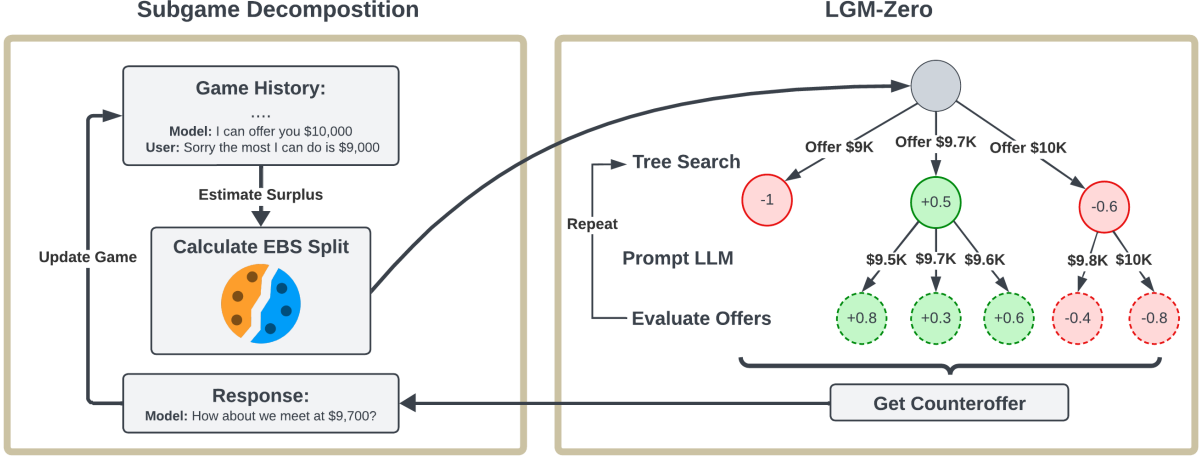 Subgame Decompostition
Game History:
....
Model: I can offer you $10,000
User: Sorry the most I can do is $9,000
Estimate Surplus
Calculate EBS Split
Update Game
Response:
Model: How about we meet at $9,700?
LGM-Zero
Offer $9K
Offer $9.7K
Offer $10K
Tree Search
-1
+0.5
-0.6
Repeat
Prompt LLM
$9.5K
$9.7K
$9.6K
$9.8K
$10K
Evaluate Offers
+0.8
+0.3
+0.6
-0.4
-0.8
Get Counteroffer